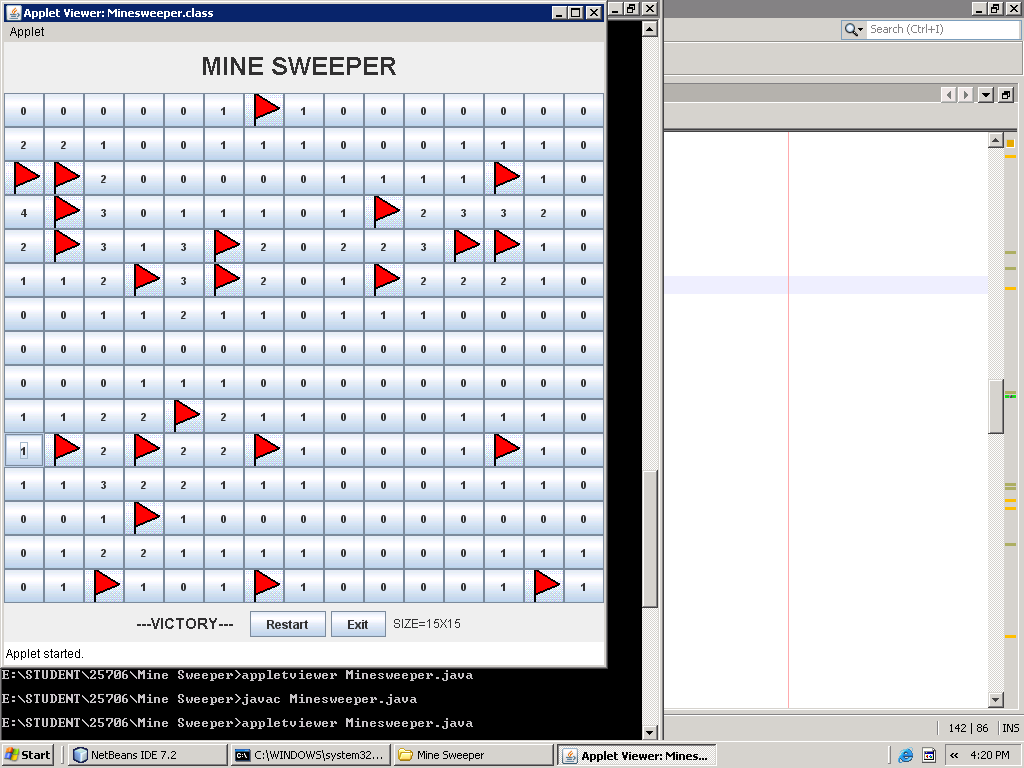 Applet Viewer: Minesweeper.class
Applet
Search (Ctrl+I)
MINE SWEEPER
0 0 0 0 0 1 1 0 0 0 0 0 0 0
2 2 1 0 0 1 1 1 0 0 0 1 1 1 0
2 0 0 0 0 0 1 1 1 1 1 0
4 3 0 1 1 1 0 1 2 3 3 2 0
2 3 1 3 2 0 2 2 3 1 0
1 1 2 3 2 0 1 2 2 2 1 0
0 0 1 1 2 1 1 0 1 1 1 0 0 0 0
0 0 0 0 0 0 0 0 0 0 0 0 0 0 0
0 0 0 1 1 1 0 0 0 0 0 0 0 0 0
1 1 2 2 2 1 1 0 0 0 1 1 1 0
1 2 2 2 1 0 0 0 1 1 0
1 1 3 2 2 1 1 1 0 0 0 1 1 1 0
0 0 1 1 0 0 0 0 0 0 0 0 0 0
0 1 2 2 1 1 1 1 0 0 0 0 1 1 1
0 1 1 0 1 1 0 0 0 0 1 1
---VICTORY--- Restart Exit SIZE=15X15
Applet started.
E:\STUDENT\25706\Mine Sweeper>appletviewer Minesweeper.java
E:\STUDENT\25706\Mine Sweeper>javac Minesweeper.java
E:\STUDENT\25706\Mine Sweeper>appletviewer Minesweeper.java
142 | 86 INS
Start NetBeans IDE 7.2 C:\WINDOWS\system32... Mine Sweeper Applet Viewer: Mines... « 4:20 PM